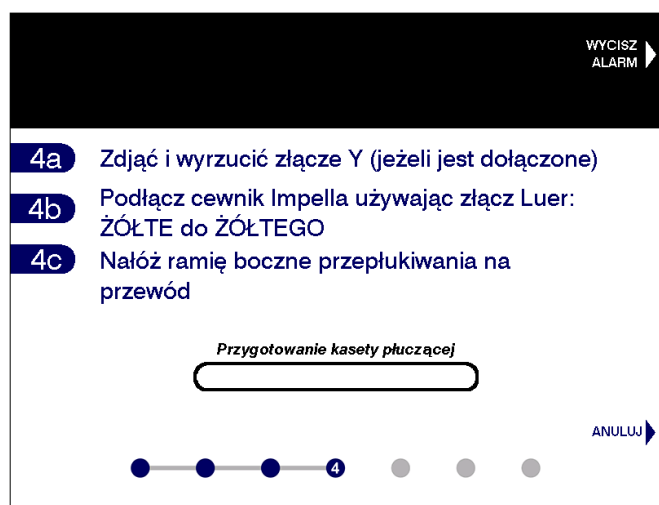 WYCISZ
ALARM
4a Zdjąć i wyrzucić złącze Y (jeżeli jest dołączone)
4b Podłącz cewnik Impella używając złącz Luer:
ŻÓŁTE do ŻÓŁTEGO
4c Nałóż ramię boczne przepłukiwania na
przewód
Przygotowanie kasety płuczącej
ANULUJ
4